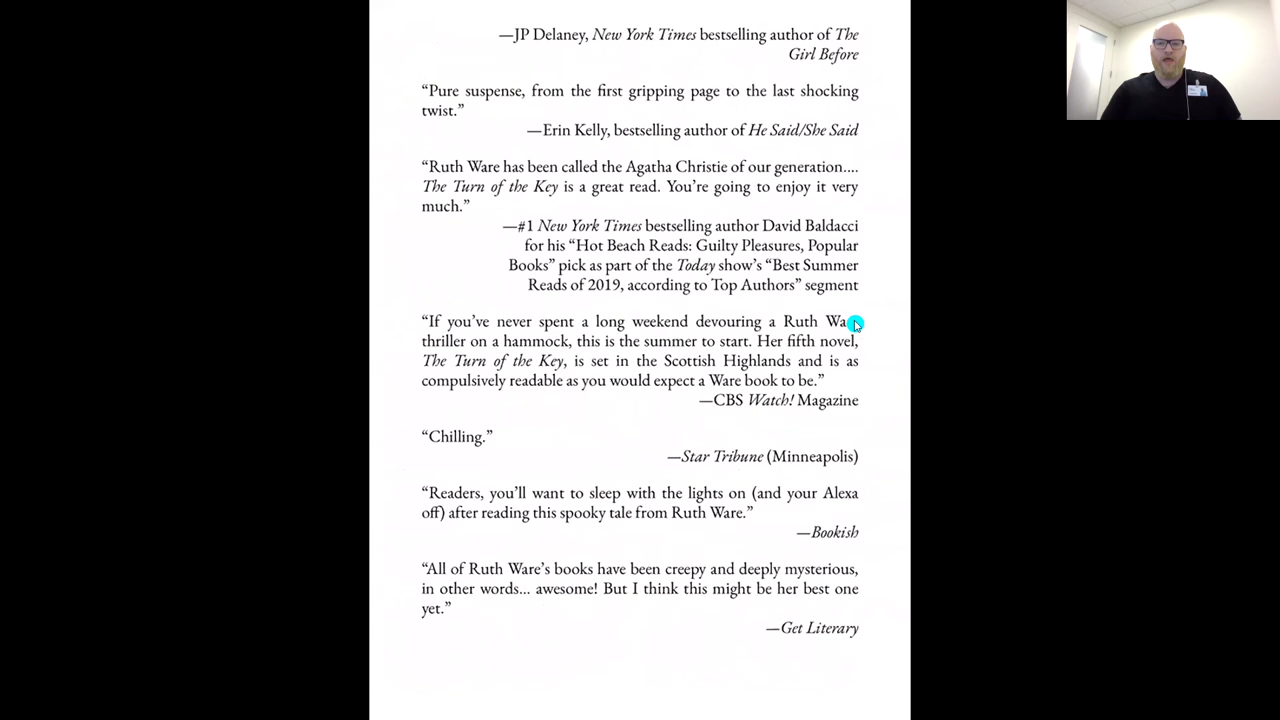 —JP Delaney, New York Times bestselling author of The
Girl Before
“Pure suspense, from the first gripping page to the last shocking
twist.”
—Erin Kelly, bestselling author of He Said/She Said
“Ruth Ware has been called the Agatha Christie of our generation....
The Turn of the Key is a great read. You’re going to enjoy it very
much.”
—#1 New York Times bestselling author David Baldacci
for his “Hot Beach Reads: Guilty Pleasures, Popular
Books” pick as part of the Today show’s “Best Summer
Reads of 2019, according to Top Authors” segment
“If you’ve never spent a long weekend devouring a Ruth Wa
thriller on a hammock, this is the summer to start. Her fifth novel,
The Turn of the Key, is set in the Scottish Highlands and is as
compulsively readable as you would expect a Ware book to be.”
—CBS Watch! Magazine
“Chilling.”
—Star Tribune (Minneapolis)
“Readers, you’ll want to sleep with the lights on (and your Alexa
off) after reading this spooky tale from Ruth Ware.”
—Bookish
“All of Ruth Ware’s books have been creepy and deeply mysterious,
in other words... awesome! But I think this might be her best one
yet.”
—Get Literary